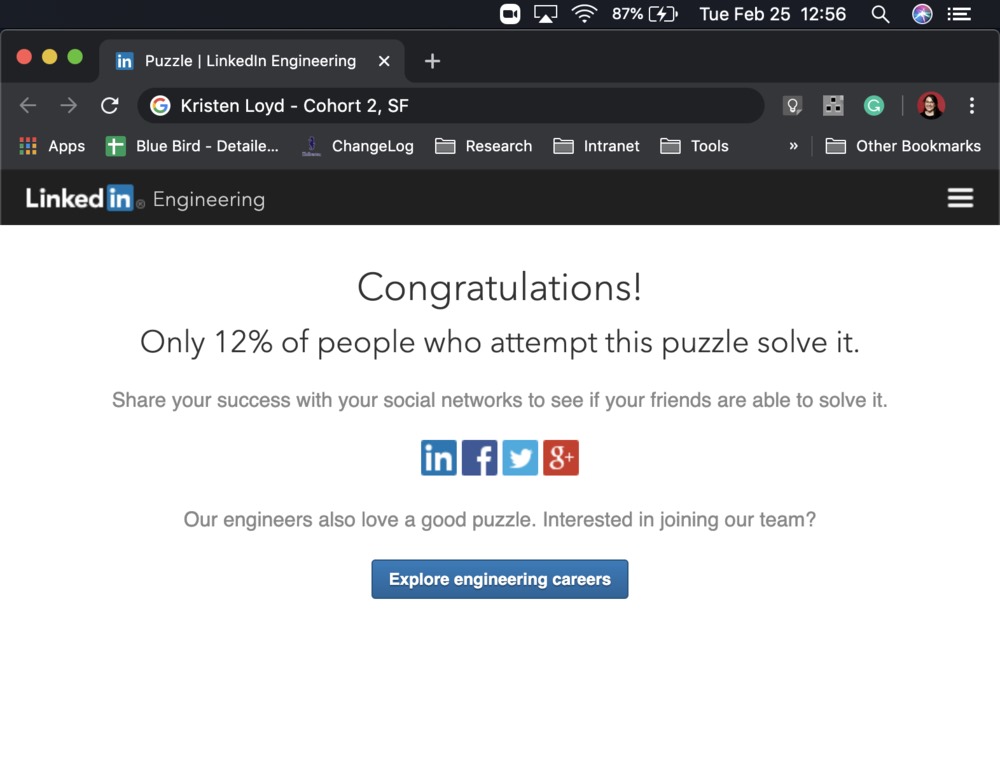 87% Tue Feb 25 12:56
in Puzzle | LinkedIn Engineering
Kristen Loyd - Cohort 2, SF
Apps Blue Bird - Detaile... ChangeLog Research Intranet Tools » Other Bookmarks
Linked in® Engineering
Congratulations!
Only 12% of people who attempt this puzzle solve it.
Share your success with your social networks to see if your friends are able to solve it.
in f g+
Our engineers also love a good puzzle. Interested in joining our team?
Explore engineering careers